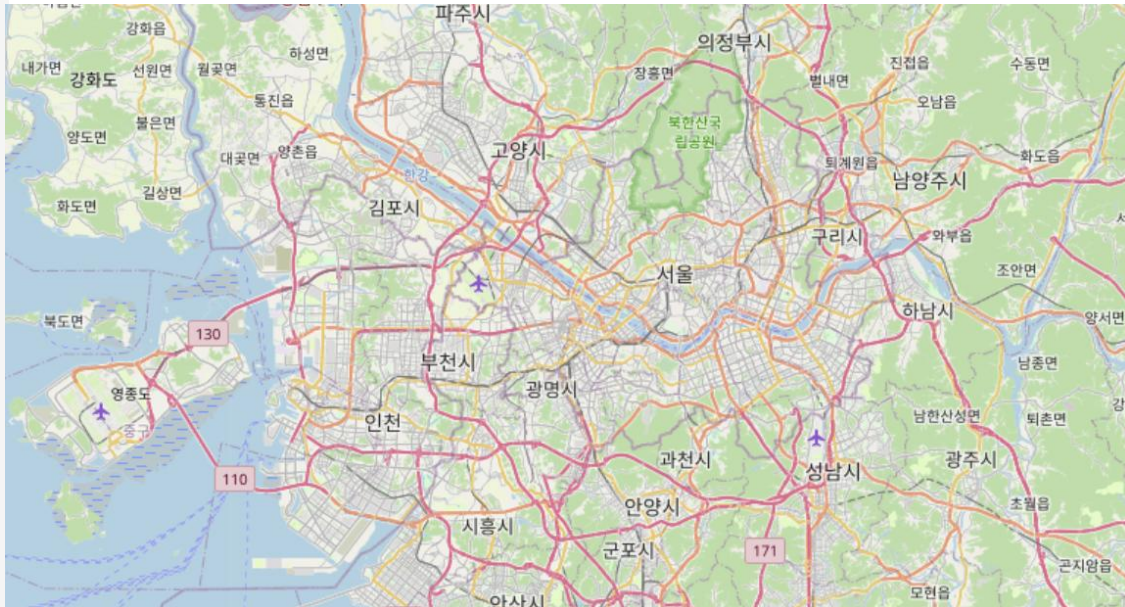 파주시
강화읍
하성면
의정부시
진접읍
수동면
내가면
선원면
월곶면
강화도
장흥면
별내면
통진읍
오남읍
불은면
북한산국
립공원
양도면
고양시
대곶면
양촌읍
퇴계원읍
화도읍
한강
남양주시
길상면
화도면
김포시
구리시
와부읍
서울
조안면
하남시
북도면
130
양서면
부천시
남종면
광명시
영종도
남한산성면
퇴촌면
인천
중구
과천시
광주시
성남시
110
초월읍
안양시
시흥시
군포시
171
곤지암읍
모현읍
안산시